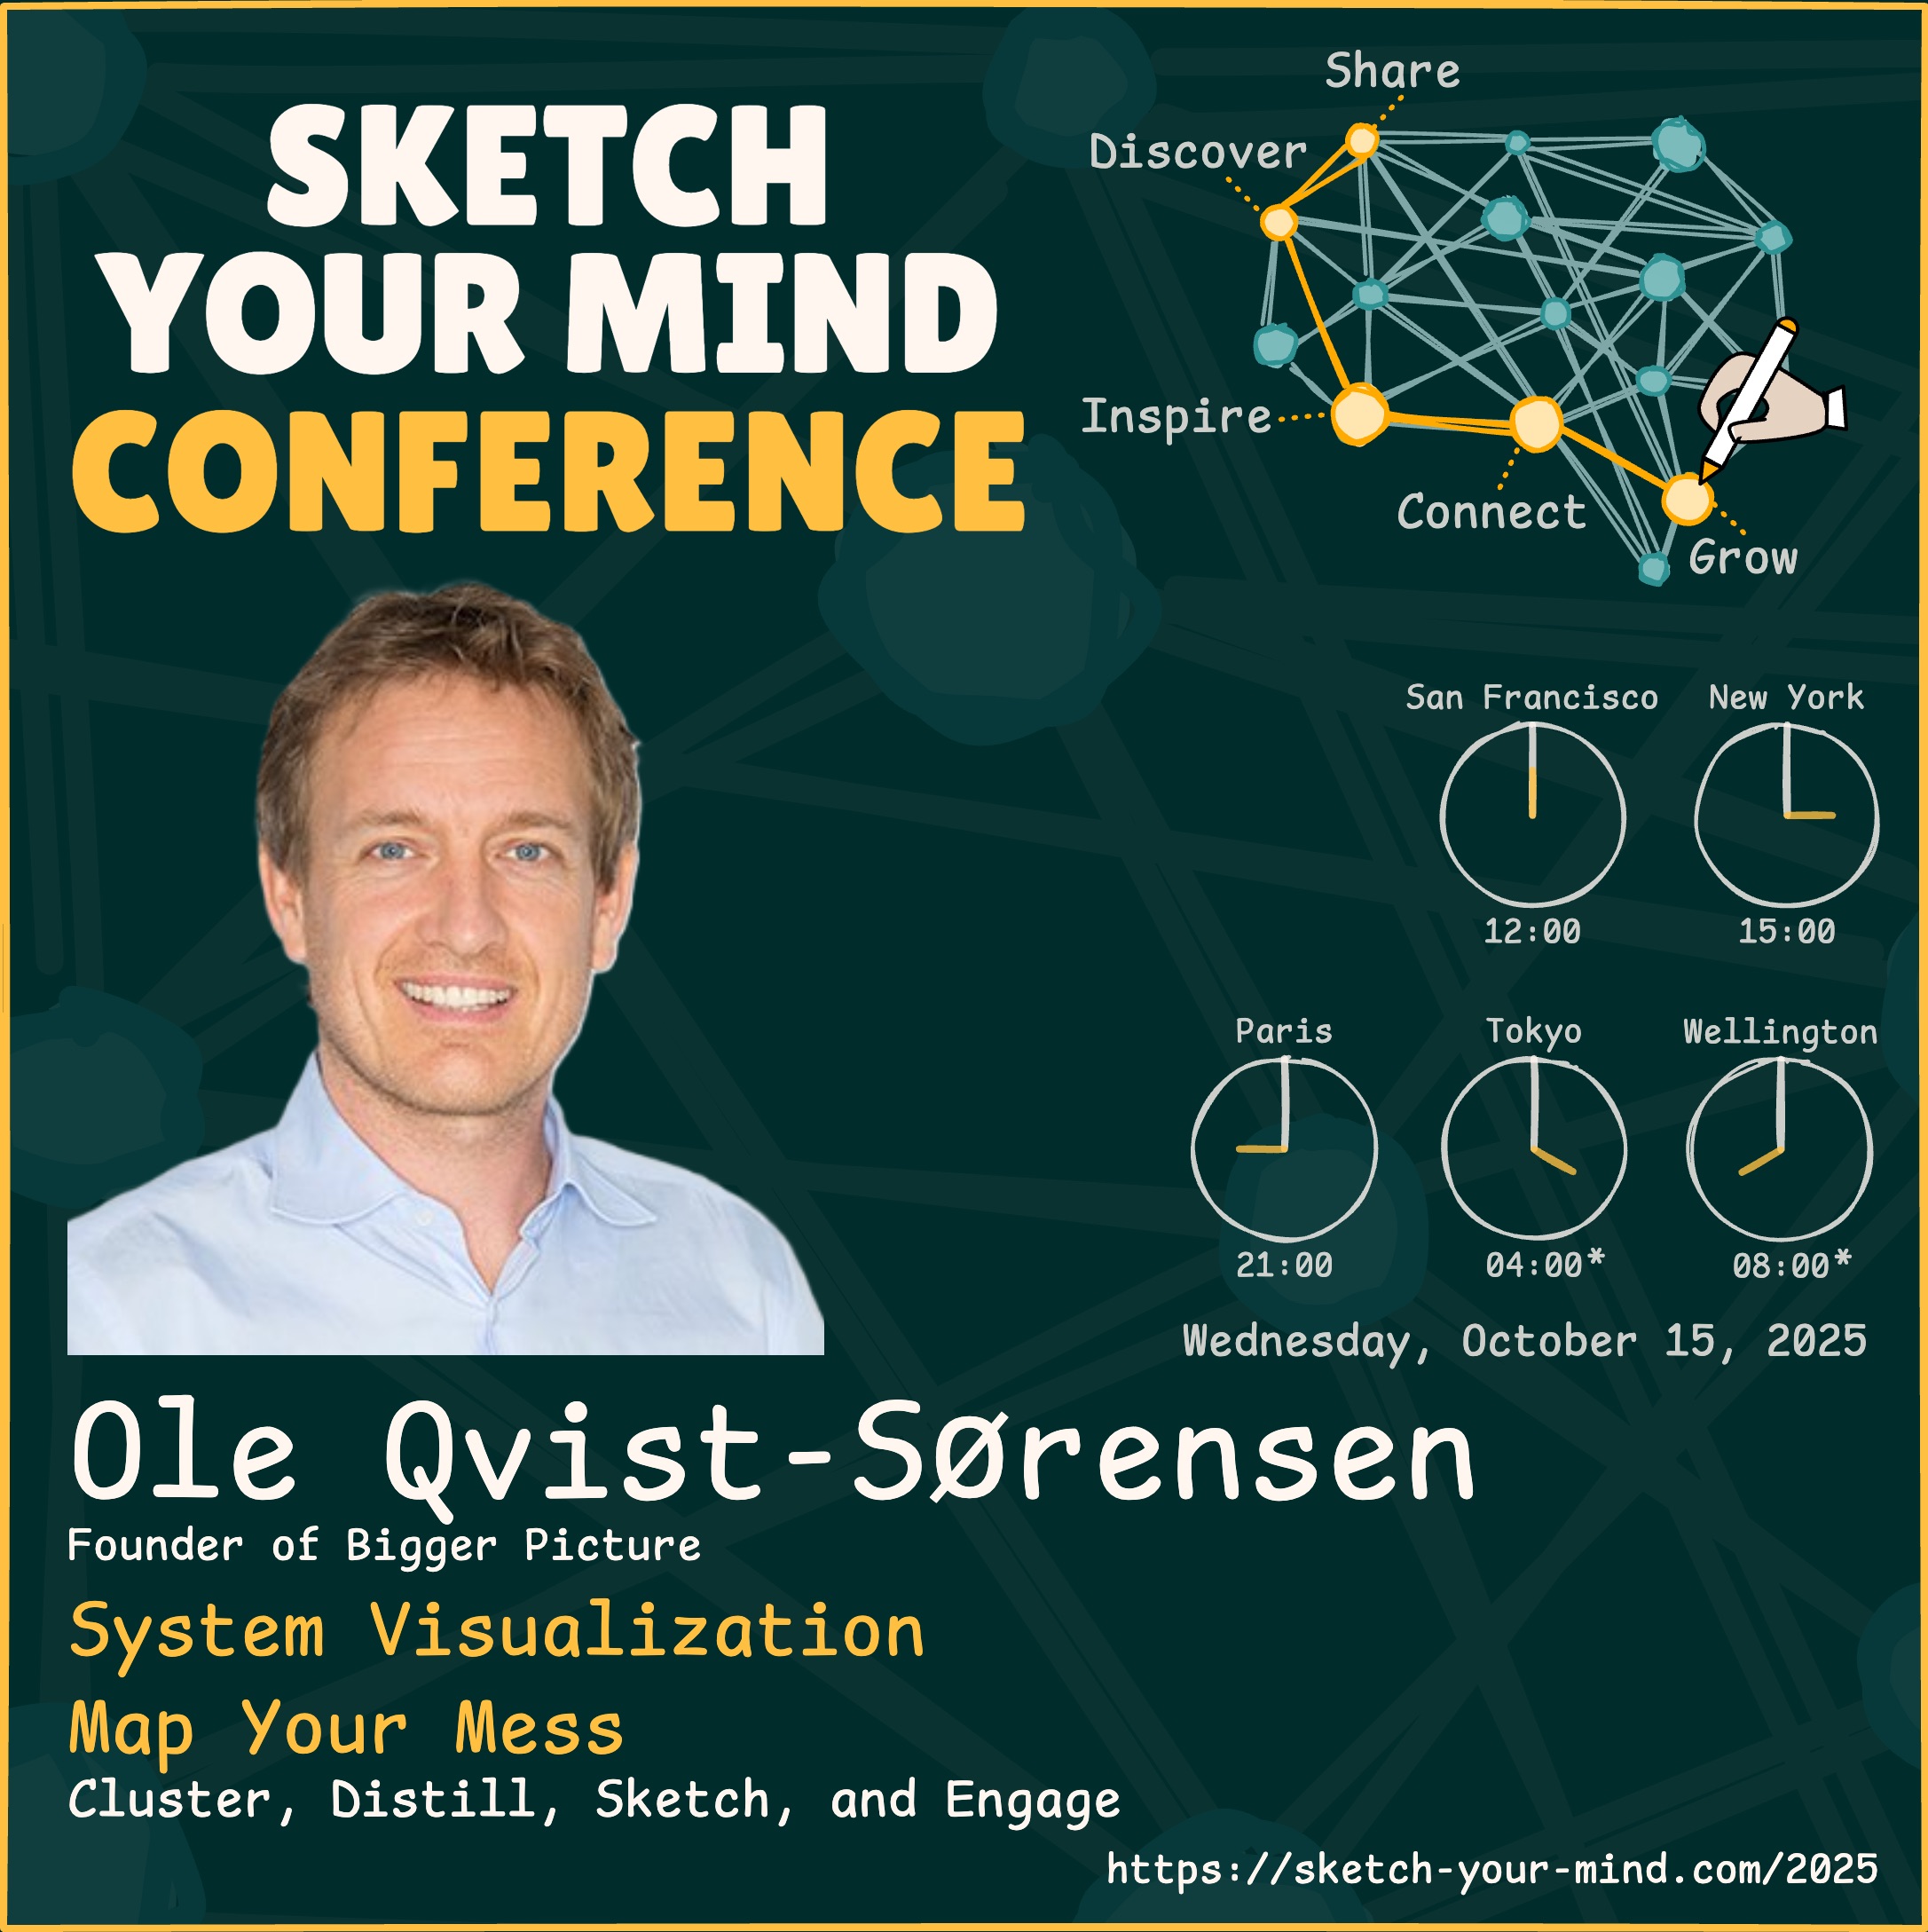 SKETCH
YOUR MIND
CONFERENCE
Share
Discover
Inspire
Connect
Grow
San Francisco
New York
12:00
15:00
Paris
Tokyo
Wellington
21:00
04:00*
08:00*
Wednesday, October 15, 2025
Ole Qvist-Sørensen
Founder of Bigger Picture
System Visualization
Map Your Mess
Cluster, Distill, Sketch, and Engage
https://sketch-your-mind.com/2025